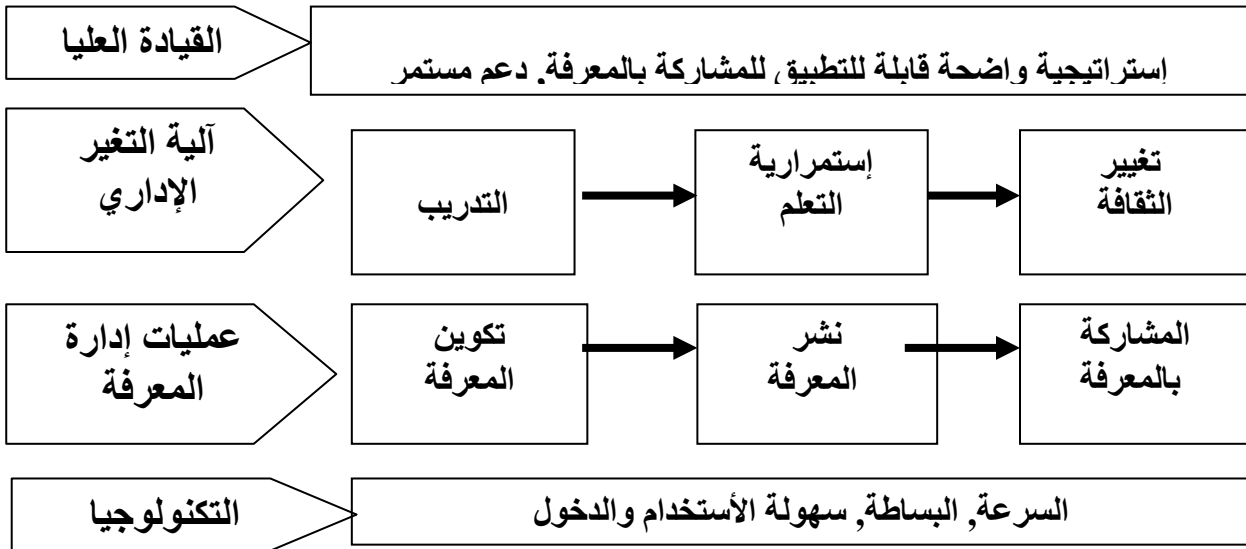 القيادة العليا
إستراتيجية واضحة قابلة للتطبيق للمشاركة بالمعرفة, دعم مستمر
آلية التغير
الإداري
التدريب
إستمرارية
التعلم
تغيير
الثقافة
عمليات إدارة
المعرفة
تكوين
المعرفة
نشر
المعرفة
المشاركة
بالمعرفة
التكنولوجيا
السرعة, البساطة, سهولة الأستخدام والدخول